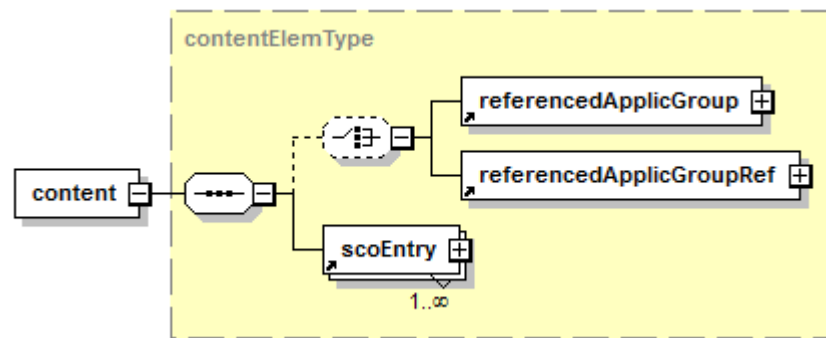 contentElemType
referencedApplicGroup
referencedApplicGroupRef
content
scoEntry
1..∞